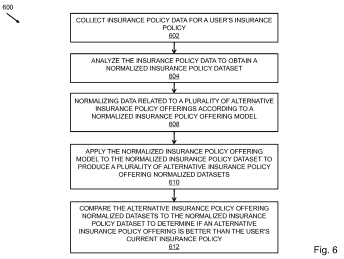 600
COLLECT INSURANCE POLICY DATA FOR A USER'S INSURANCE
POLICY
602
ANALYZE THE INSURANCE POLICY DATA TO OBTAIN A
NORMALIZED INSURANCE POLICY DATASET
604
NORMALIZING DATA RELATED TO A PLURALITY OF ALTERNATIVE
INSURANCE POLICY OFFERINGS ACCORDING TO A
NORMALIZED INSURANCE POLICY OFFERING MODEL
608
APPLY THE NORMALIZED INSURANCE POLICY OFFERING
MODEL TO THE NORMALIZED INSURANCE POLICY DATASET TO
PRODUCE A PLURALITY OF ALTERNATIVE INSURANCE POLICY
OFFERING NORMALIZED DATASETS
610
COMPARE THE ALTERNATIVE INSURANCE POLICY OFFERING
NORMALIZED DATASETS TO THE NORMALIZED INSURANCE
POLICY DATASET TO DETERMINE IF AN ALTERNATIVE
INSURANCE POLICY OFFERING IS BETTER THAN THE USER'S
CURRENT INSURANCE POLICY
612
Fig. 6